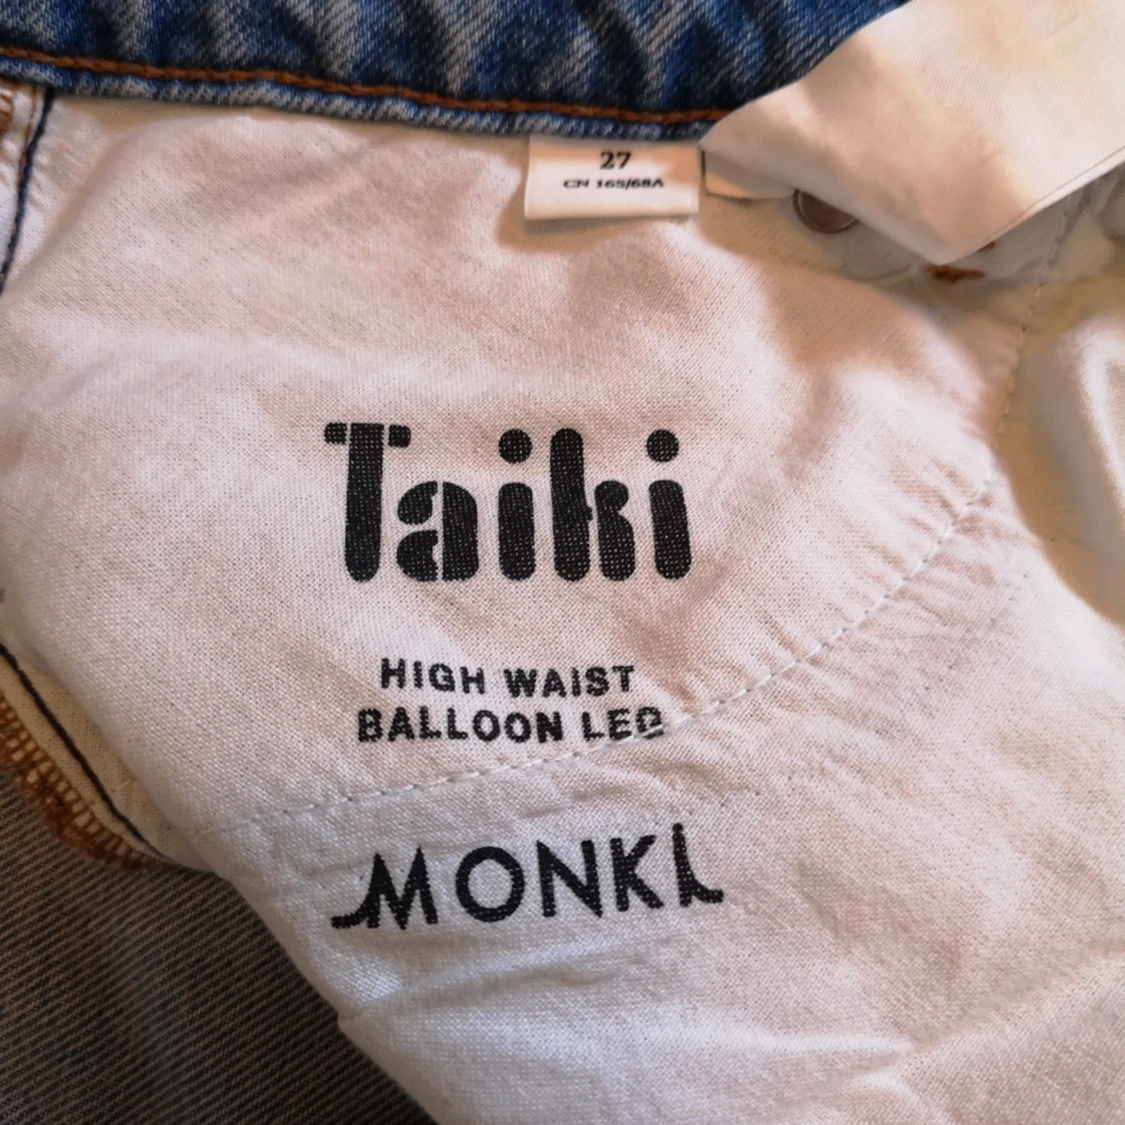 27
CN 165/68A
Taiki
HIGH WAIST
BALLOON LEG
MONKI